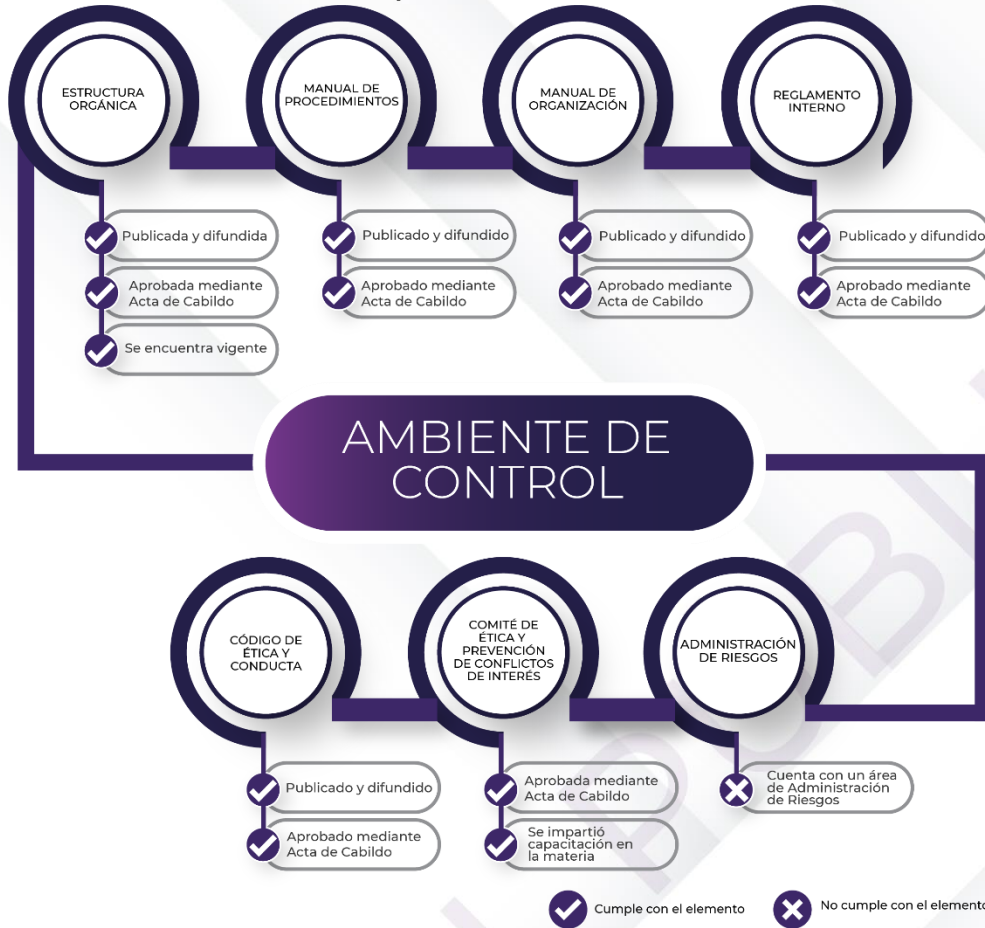 ESTRUCTURA
ORGÁNICA
MANUAL DE
PROCEDIMIENTOS
MANUAL DE
ORGANIZACIÓN
REGLAMENTO
INTERNO
Publicada y difundida
Aprobada mediante
Acta de Cabildo
Se encuentra vigente
Publicado y difundido
Aprobado mediante
Acta de Cabildo
Publicado y difundido
Aprobado mediante
Acta de Cabildo
Publicado y difundido
Aprobado mediante
Acta de Cabildo
AMBIENTE DE
CONTROL
CÓDIGO DE
ÉTICA Y
CONDUCTA
COMITÉ DE
ÉTICA Y
PREVENCIÓN
DE CONFLICTOS
DE INTERÉS
ADMINISTRACIÓN
DE RIESGOS
Publicado y difundido
Aprobado mediante
Acta de Cabildo
Aprobada mediante
Acta de Cabildo
Se impartió
capacitación en
la materia
Cuenta con un área
de Administración
de Riesgos
Cumple con el elemento
No cumple con el elemento